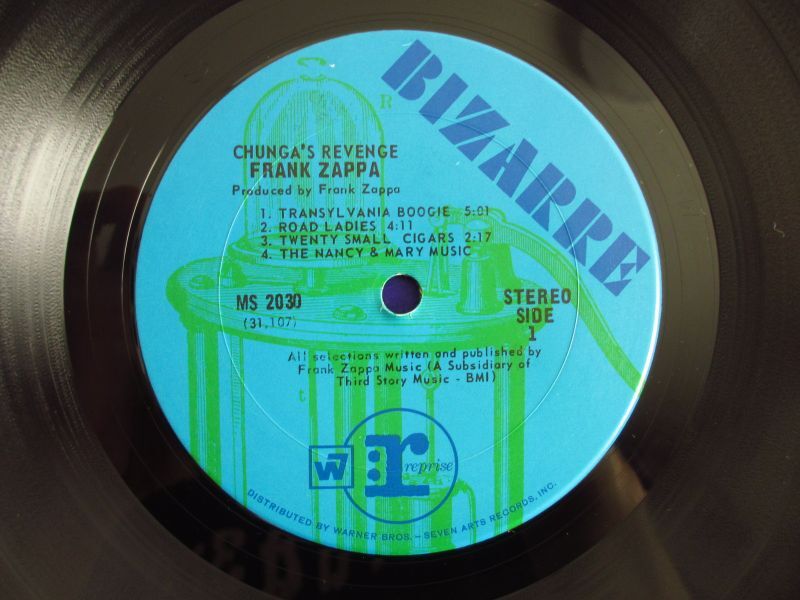 BIZARRE
R
CHUNGA'S REVENGE
FRANK ZAPPA
Produced by Frank Zappa
1. TRANSYLVANIA BOOGIE 5:01
2. ROAD LADIES 4:11
3. TWENTY SMALL CIGARS 2:17
4. THE NANCY & MARY MUSIC
MS 2030
(31,107)
STEREO
SIDE
1
All selections written and published by
Frank Zappa Music (A Subsidiary of
Third Story Music - BMI)
t
W7
r
reprise
DISTRIBUTED BY WARNER BROS. – SEVEN ARTS RECORDS, INC.